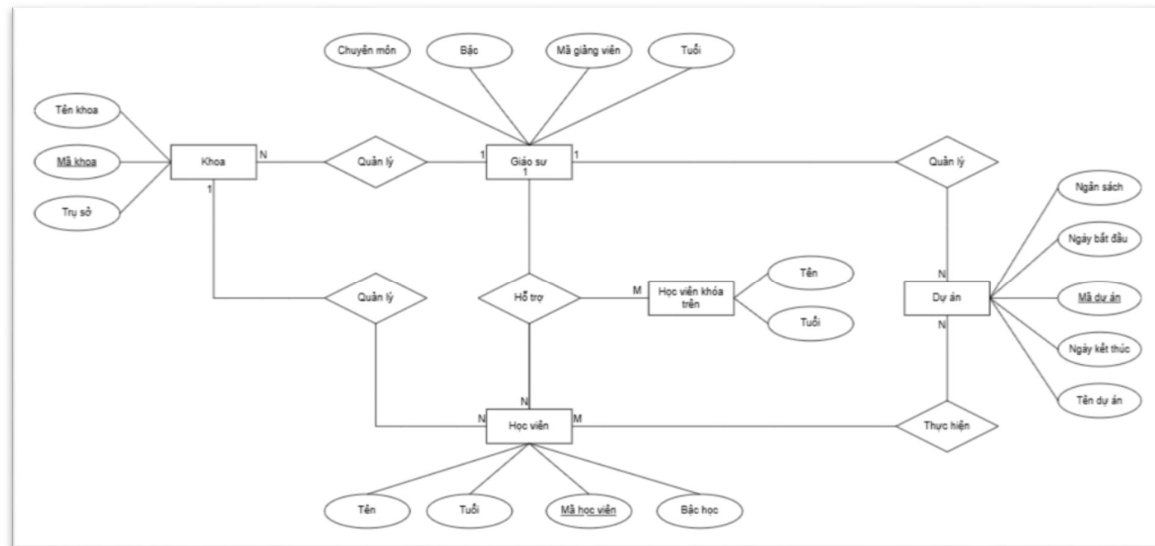 Chuyên môn
Bậc
Mã giảng viên
Tuổi
Tên khoa
Mã khoa
Trụ sở
Khoa
N
Quản lý
1
Giáo sư
1
1
Quản lý
1
Ngân sách
Ngày bắt đầu
Mã dự án
Ngày kết thúc
Tên dự án
N
Dự án
N
Quản lý
Hỗ trợ
M
Học viên khóa
trên
Tên
Tuổi
N
N
Học viên
M
Thực hiện
Tên
Tuổi
Mã học viên
Bậc học